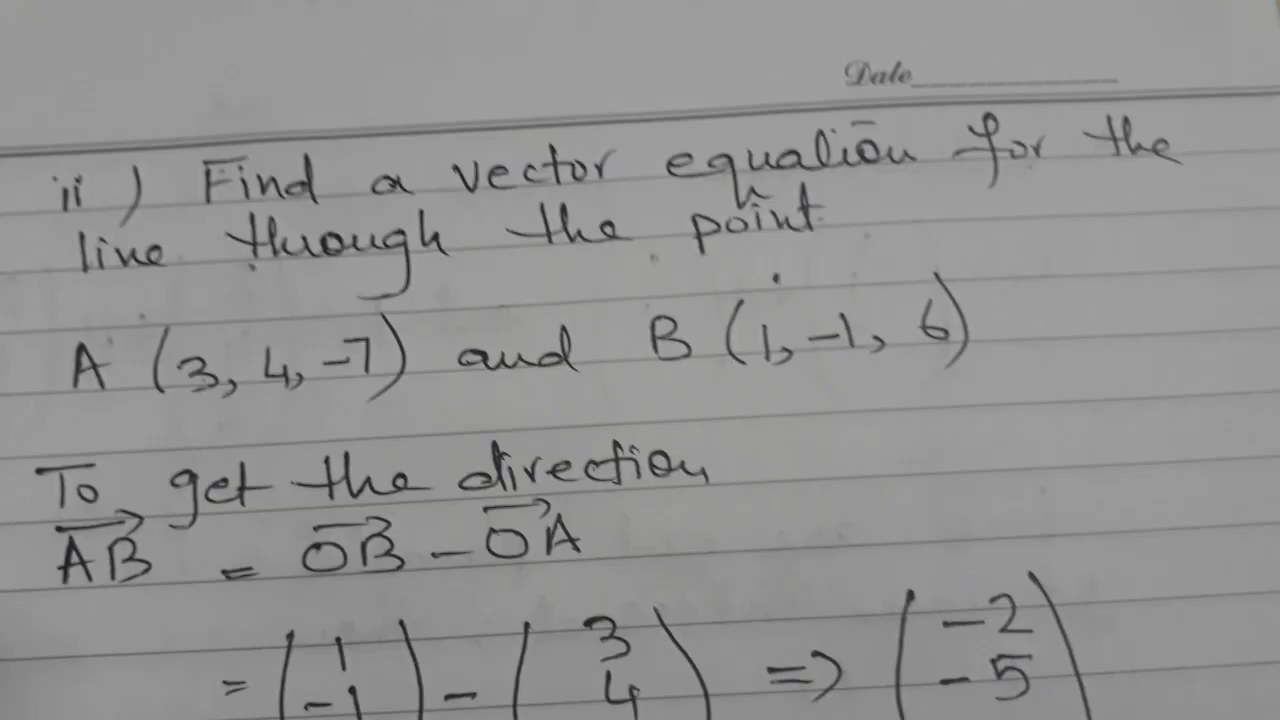 Date
ii) Find a vector equation for the
line through the point
A (3, 4, -7) and B (1, -1, 6)
To get the direction
AB = OB - OA
= ( 1 -1 ) - ( 3 4 ) => ( -2 -5 )